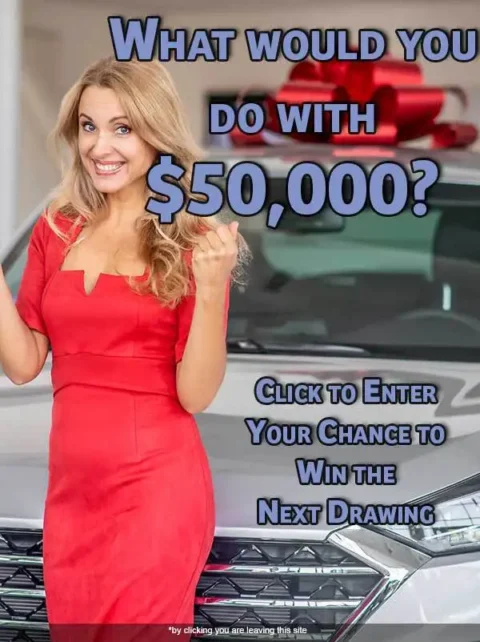 What would you
do with
$50,000?
Click to Enter
Your Chance to
Win the
Next Drawing
*by clicking you are leaving this site